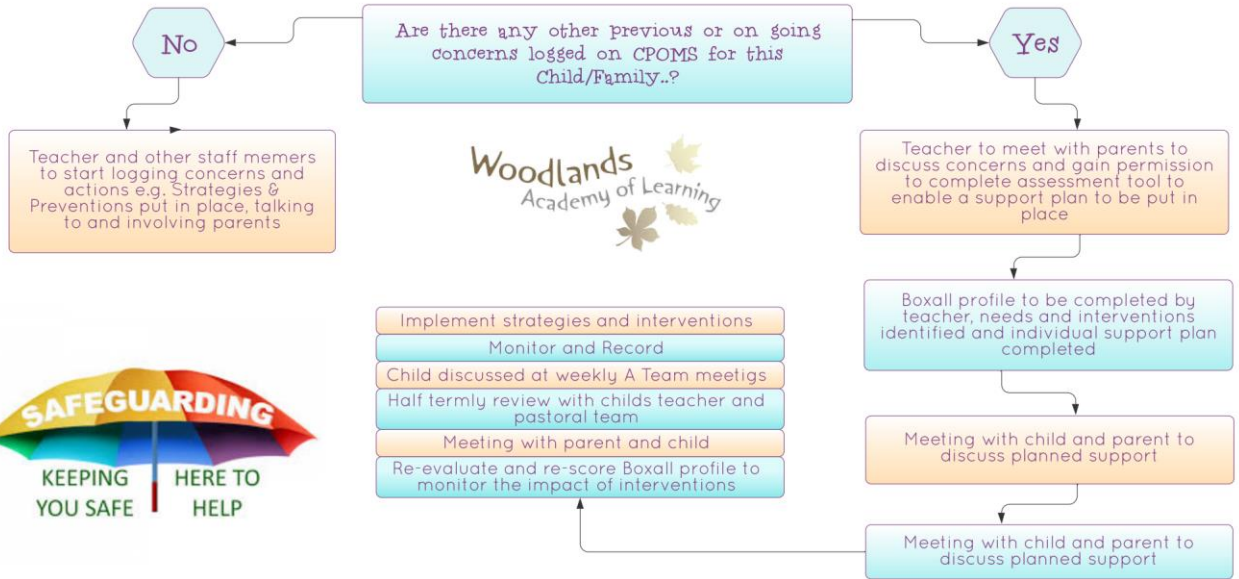 No
Are there any other previous or on going
concerns logged on CPOMS for this
Child/Family..?
Yes
Teacher and other staff memers
to start logging concerns and
actions e.g. Strategies &
Preventions put in place, talking
to and involving parents
Woodlands
Academy of Learning
Teacher to meet with parents to
discuss concerns and gain permission
to complete assessment tool to
enable a support plan to be put in
place
Boxall profile to be completed by
teacher, needs and interventions
identified and individual support plan
completed
Meeting with child and parent to
discuss planned support
Meeting with child and parent to
discuss planned support
Implement strategies and interventions
Monitor and Record
Child discussed at weekly A Team meetigs
Half termly review with childs teacher and
pastoral team
Meeting with parent and child
Re-evaluate and re-score Boxall profile to
monitor the impact of interventions
SAFEGUARDING
KEEPING
YOU SAFE
HERE TO
HELP